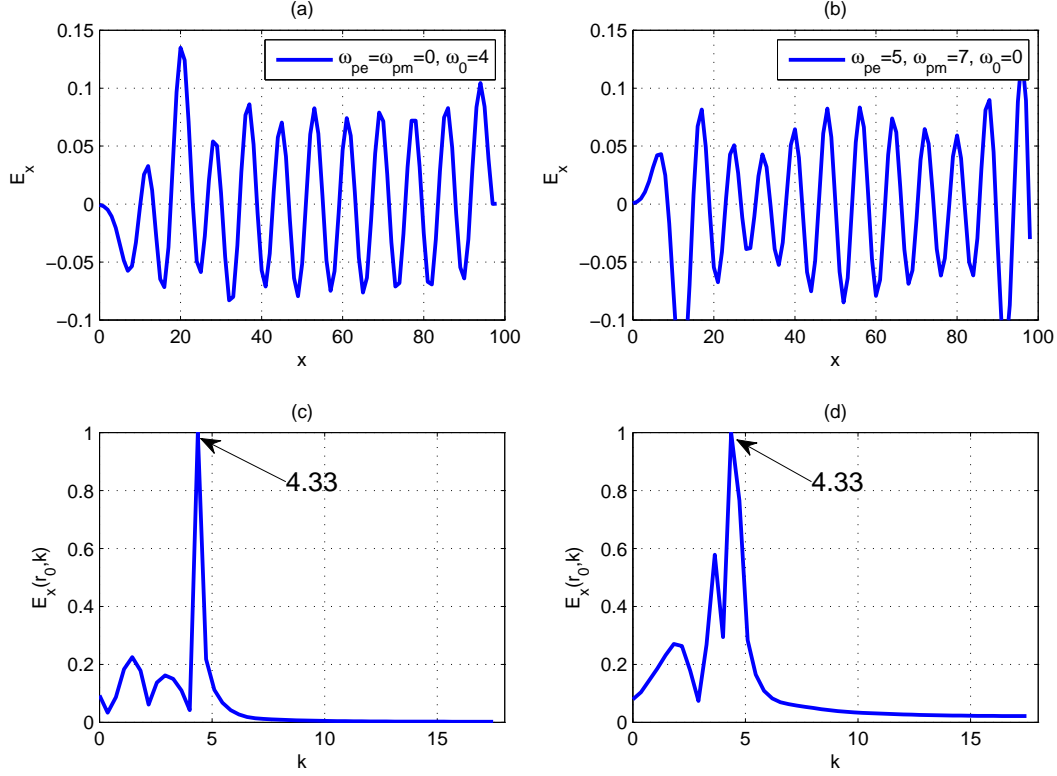 (a)
0.15
0.1
0.05
0
−0.05
−0.1
E_x
0 20 40 60 80 100
x
ω_pe=ω_pm=0, ω_0=4
(b)
0.15
0.1
0.05
0
−0.05
−0.1
E_x
0 20 40 60 80 100
x
ω_pe=5, ω_pm=7, ω_0=0
(c)
1
0.8
0.6
0.4
0.2
0
E_x(r_0,k)
0 5 10 15
k
4.33
(d)
1
0.8
0.6
0.4
0.2
0
E_x(r_0,k)
0 5 10 15
k
4.33